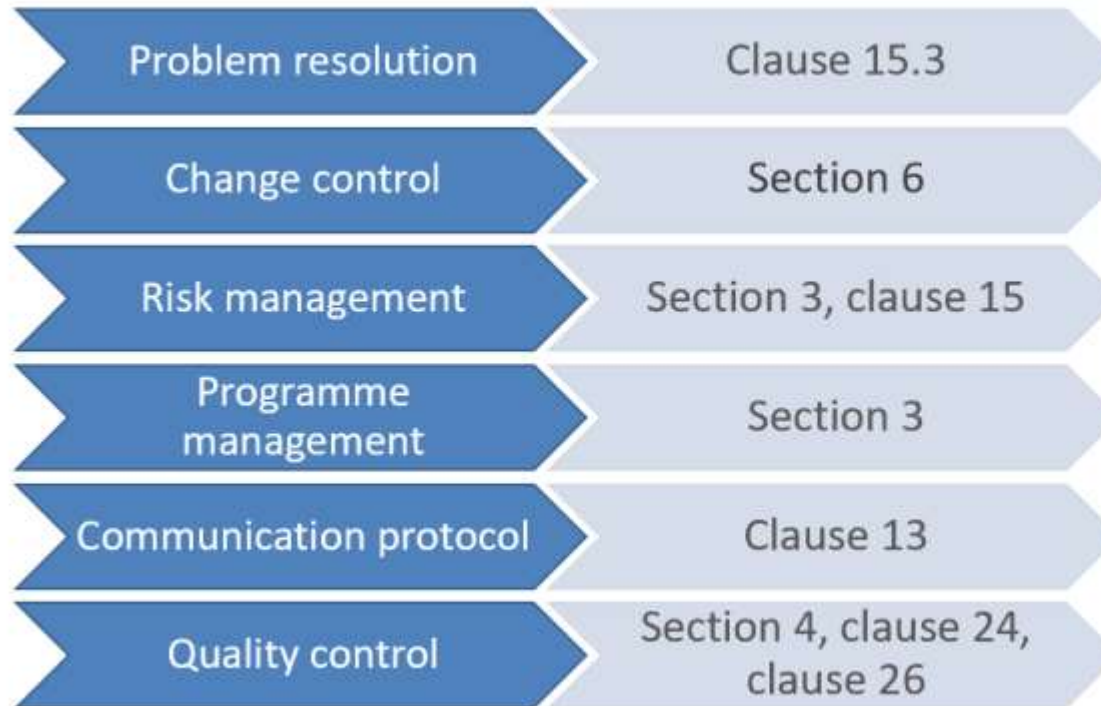 Problem resolution
Clause 15.3
Change control
Section 6
Risk management
Section 3, clause 15
Programme
management
Section 3
Communication protocol
Clause 13
Quality control
Section 4, clause 24,
clause 26